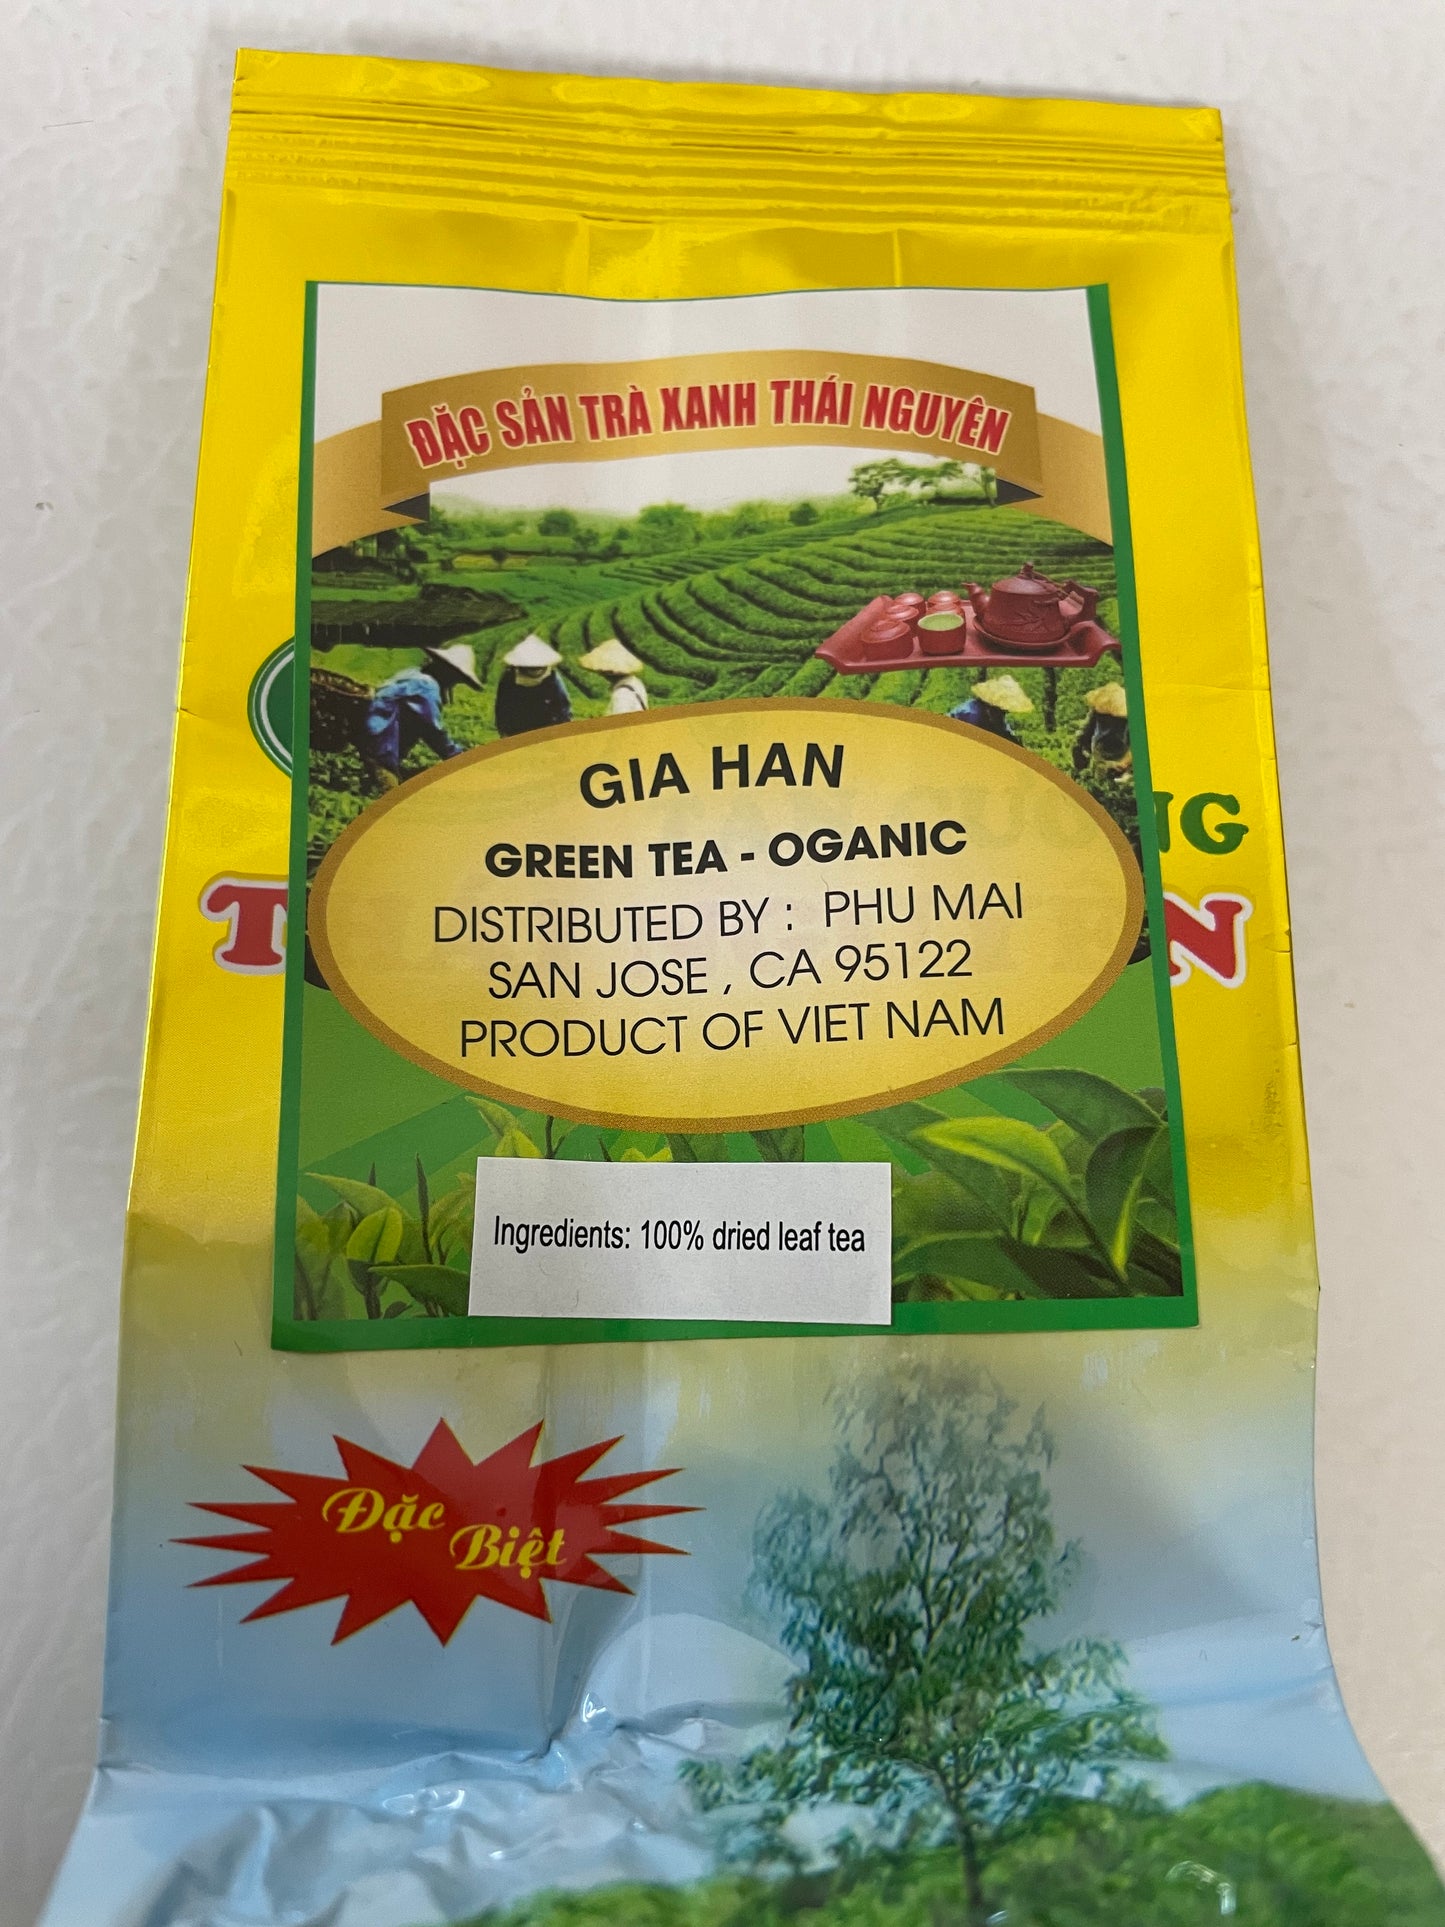 ĐẶC SẢN TRÀ XANH THÁI NGUYÊN
GIA HAN
GREEN TEA - OGANIC
DISTRIBUTED BY : PHU MAI
SAN JOSE , CA 95122
PRODUCT OF VIET NAM
Ingredients: 100% dried leaf tea
Đặc
Biệt